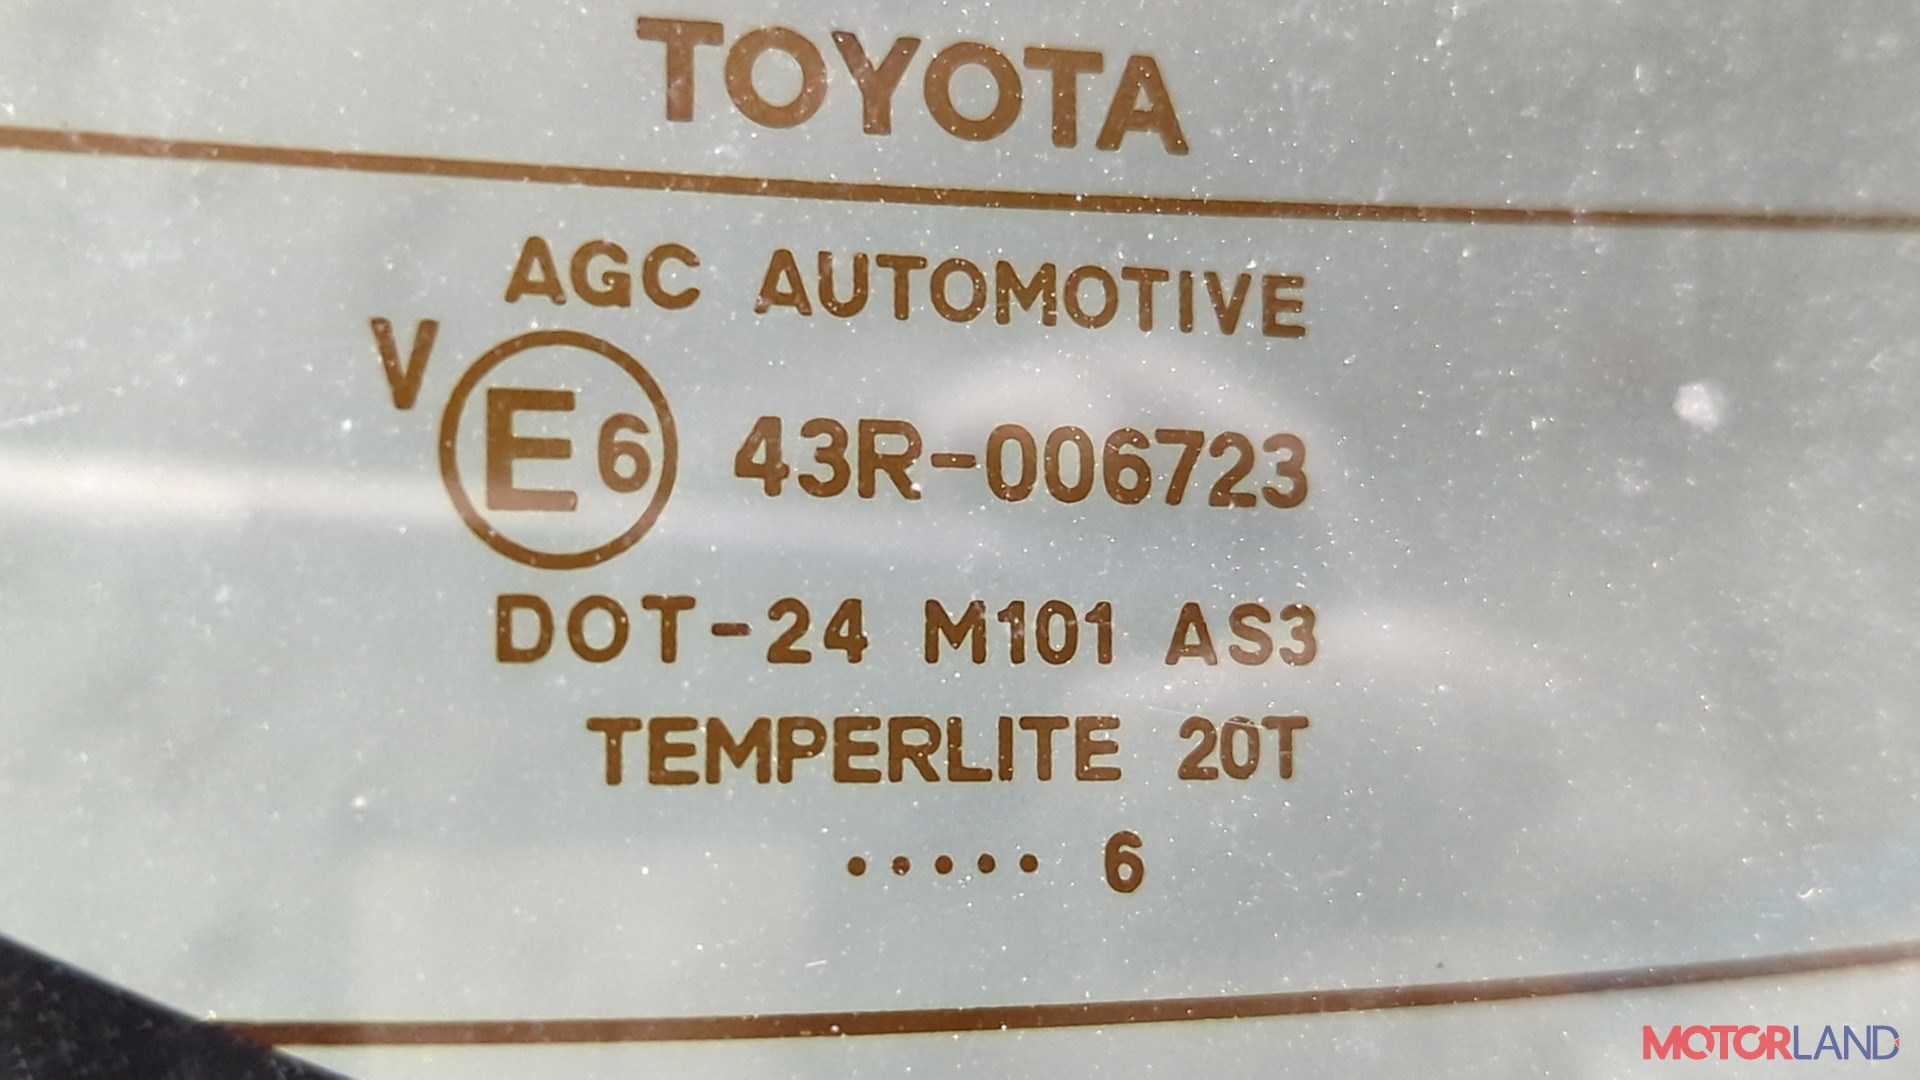 TOYOTA
AGC AUTOMOTIVE
V
E6 43R-006723
DOT-24 M101 AS3
TEMPERLITE 20T
••••• 6
MOTORLAND